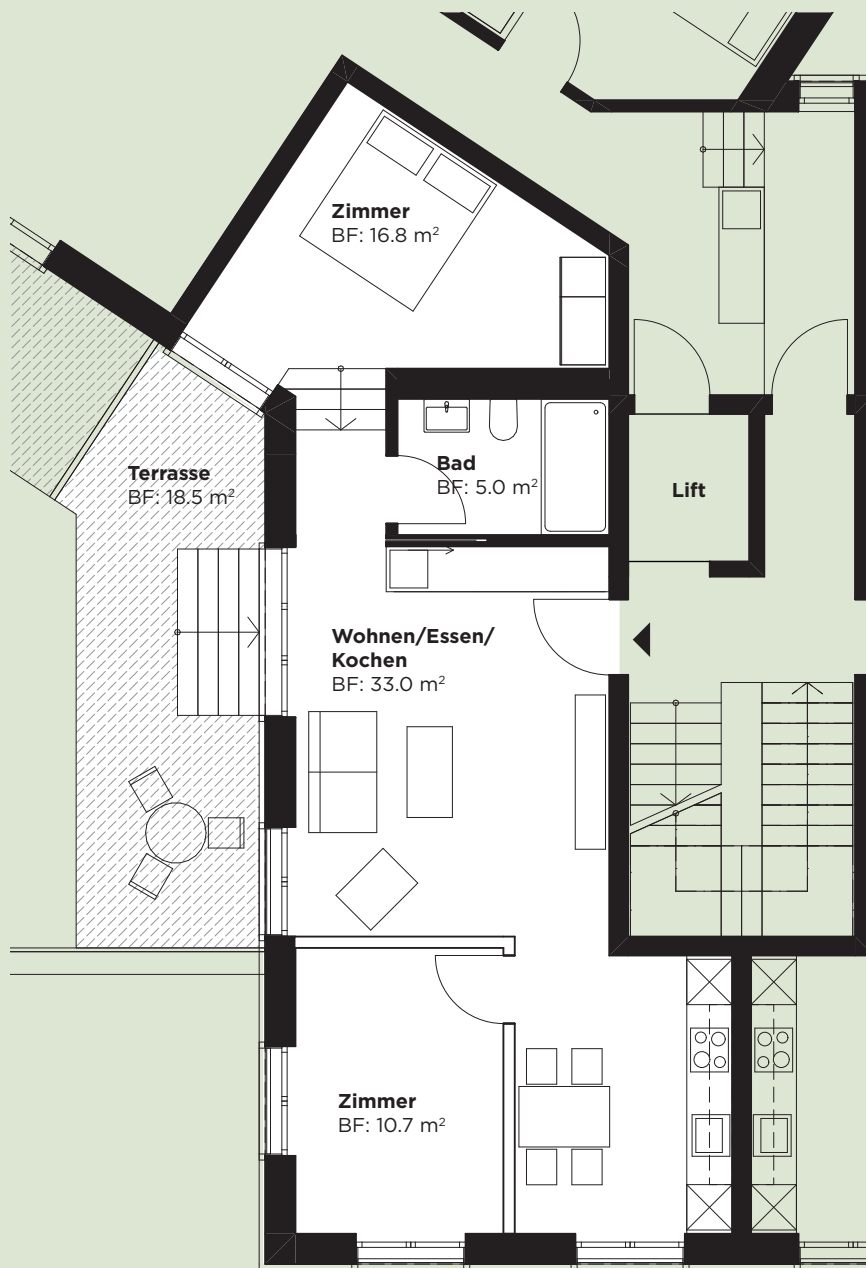 Zimmer
BF: 16.8 m²
Terrasse
BF: 18.5 m²
Bad
BF: 5.0 m²
Lift
Wohnen/Essen/
Kochen
BF: 33.0 m²
Zimmer
BF: 10.7 m²